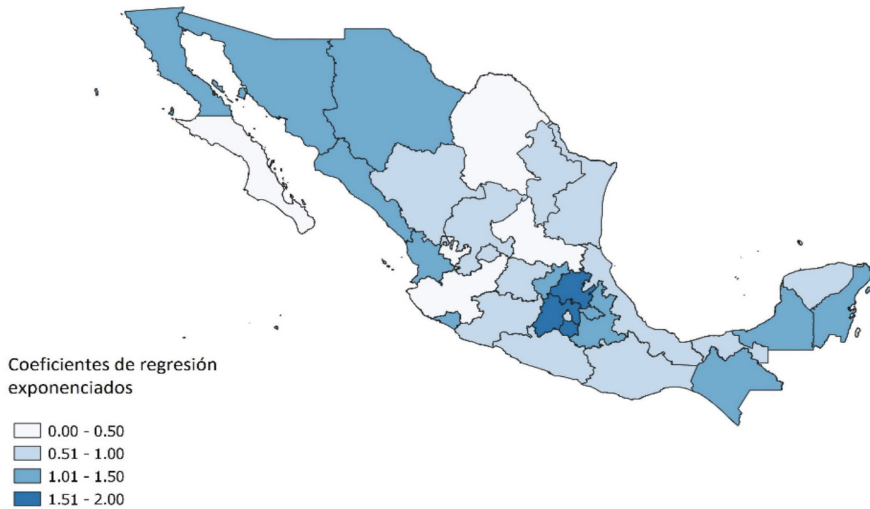 Coeficientes de regresión
exponenciados
0.00 - 0.50
0.51 - 1.00
1.01 - 1.50
1.51 - 2.00